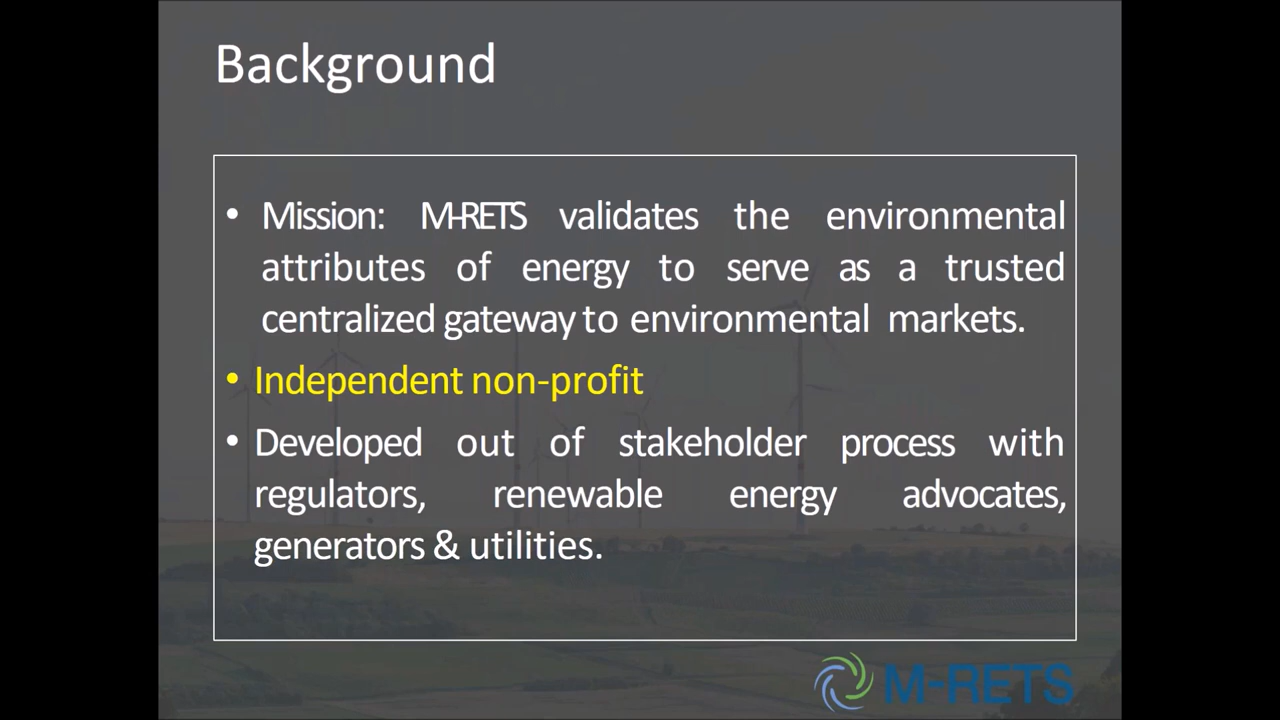 Background
• Mission: M-RETS validates the environmental
attributes of energy to serve as a trusted
centralized gateway to environmental markets.
• Independent non-profit
• Developed out of stakeholder process with
regulators, renewable energy advocates,
generators & utilities.
M-RETS